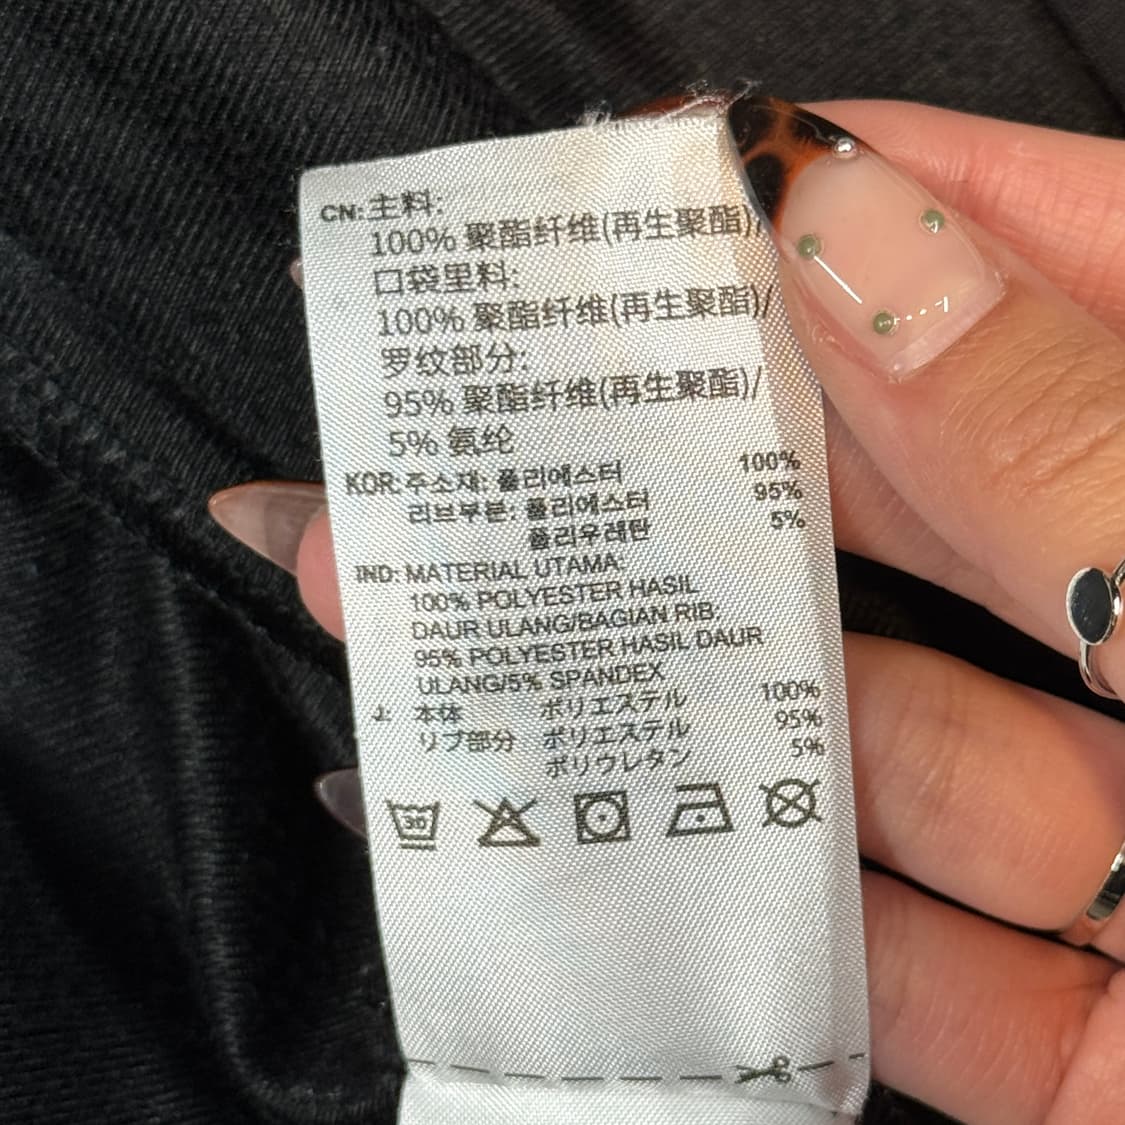 CN: 主料:
100% 聚酯纤维(再生聚酯)/
口袋里料:
100% 聚酯纤维(再生聚酯)/
罗纹部分:
95% 聚酯纤维(再生聚酯)/
5% 氨纶
KOR: 주소재: 폴리에스터 100%
리브부분: 폴리에스터 95%
폴리우레탄 5%
IND: MATERIAL UTAMA:
100% POLYESTER HASIL
DAUR ULANG/BAGIAN RIB:
95% POLYESTER HASIL DAUR
ULANG/5% SPANDEX
J: 本体 ポリエステル 100%
リブ部分 ポリエステル 95%
ポリウレタン 5%
30